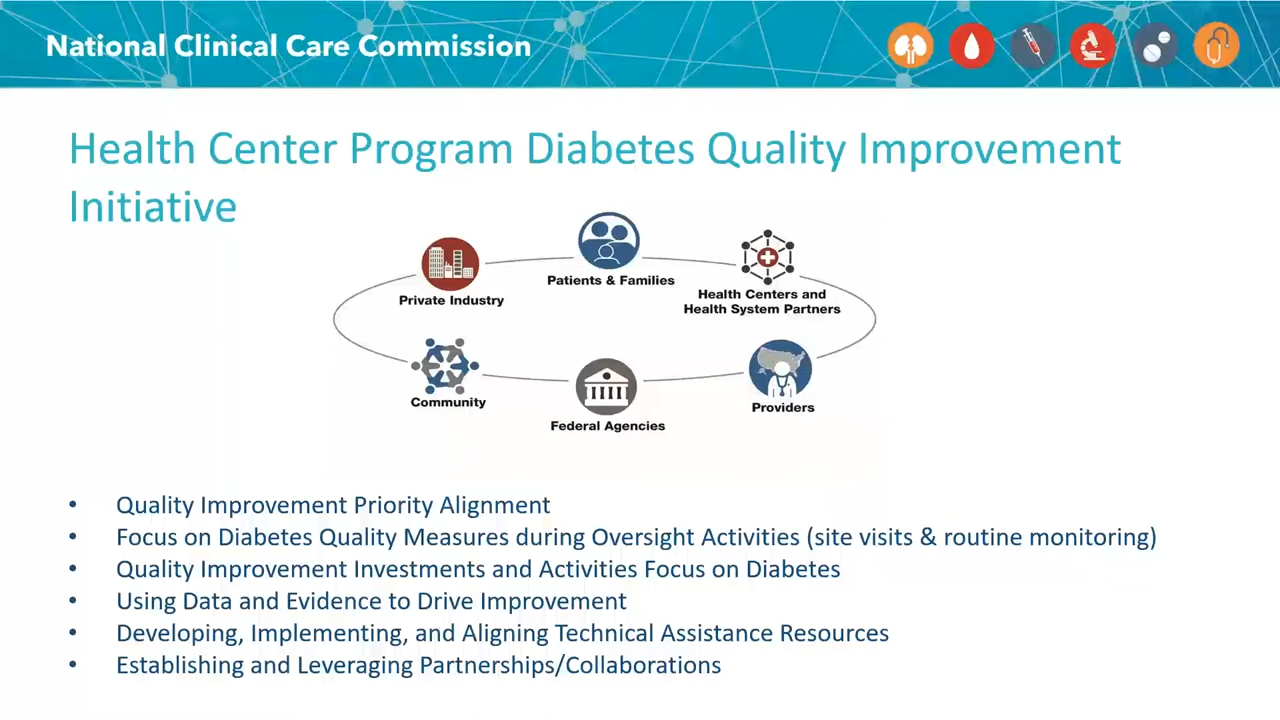 National Clinical Care Commission
Health Center Program Diabetes Quality Improvement
Initiative
Private Industry
Patients & Families
Health Centers and
Health System Partners
Community
Federal Agencies
Providers
• Quality Improvement Priority Alignment
• Focus on Diabetes Quality Measures during Oversight Activities (site visits & routine monitoring)
• Quality Improvement Investments and Activities Focus on Diabetes
• Using Data and Evidence to Drive Improvement
• Developing, Implementing, and Aligning Technical Assistance Resources
• Establishing and Leveraging Partnerships/Collaborations